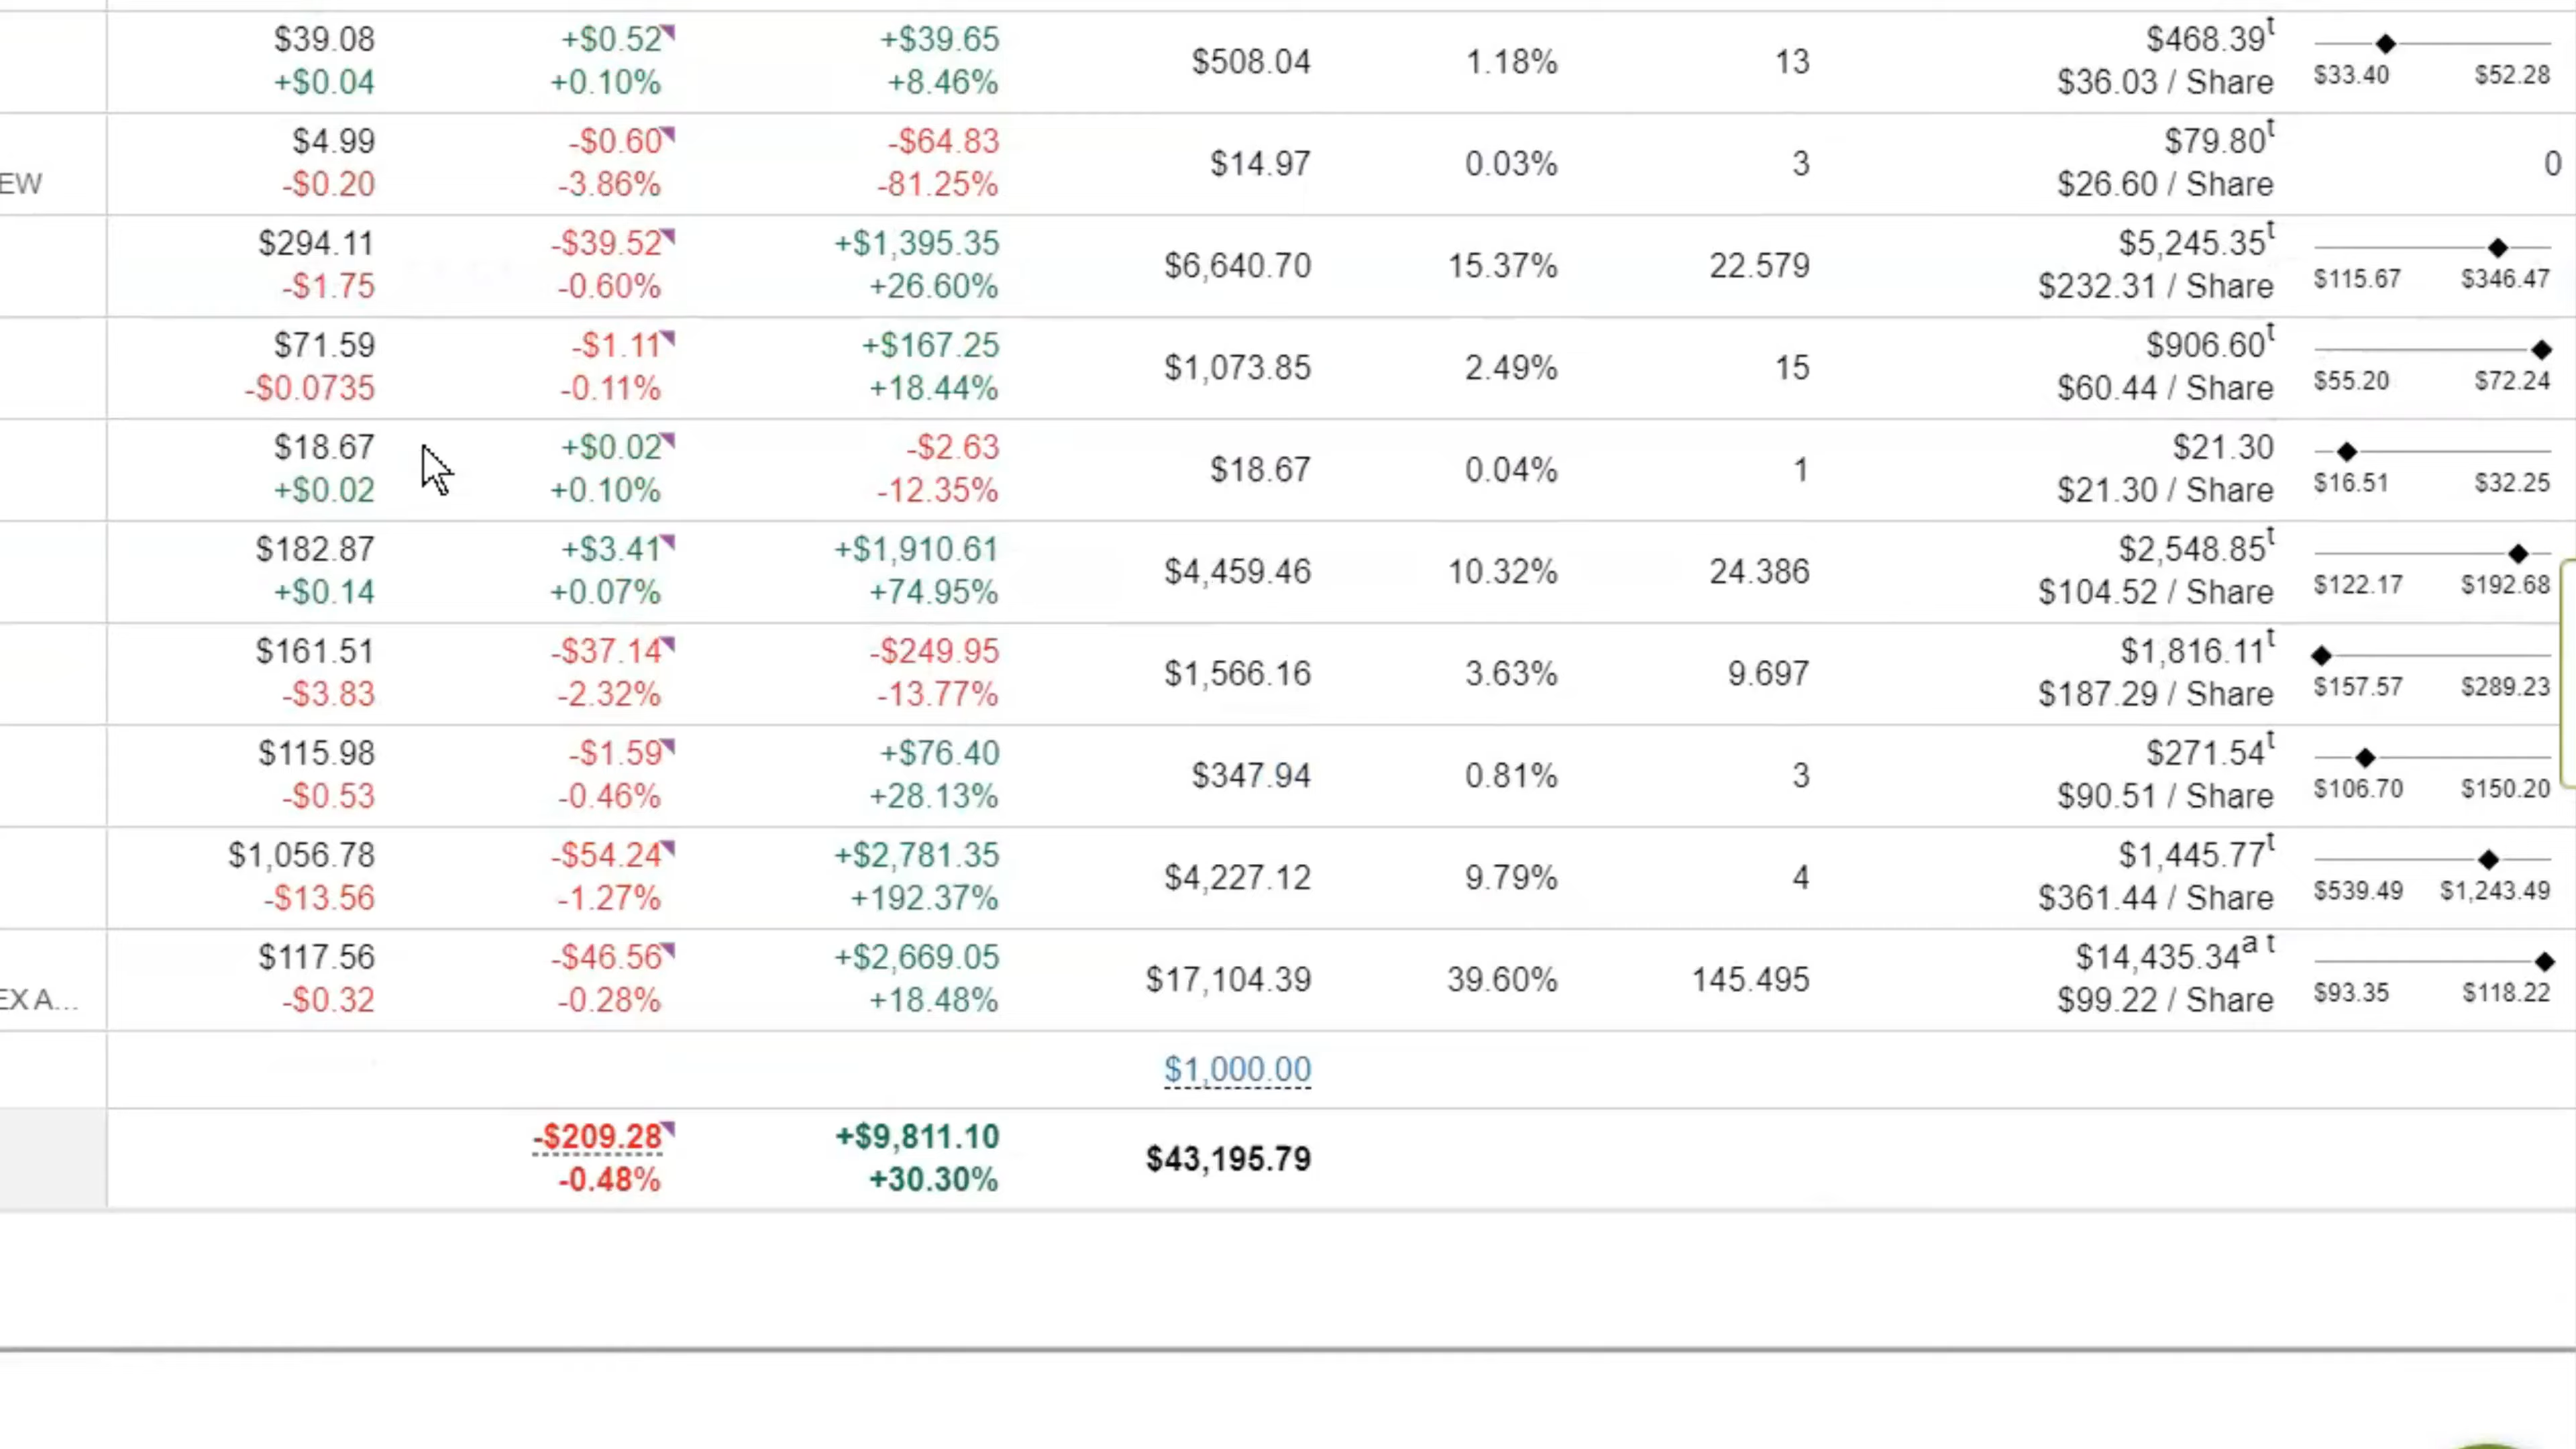 $39.08 +$0.52 +$39.65 $508.04 1.18% 13 $468.39t
+$0.04 +0.10% +8.46% $36.03 / Share $33.40 $52.28
$4.99 -$0.60 -$64.83 $14.97 0.03% 3 $79.80t 0
EW -$0.20 -3.86% -81.25% $26.60 / Share
$294.11 -$39.52 +$1,395.35 $6,640.70 15.37% 22.579 $5,245.35t
-$1.75 -0.60% +26.60% $232.31 / Share $115.67 $346.47
$71.59 -$1.11 +$167.25 $1,073.85 2.49% 15 $906.60t
-$0.0735 -0.11% +18.44% $60.44 / Share $55.20 $72.24
$18.67 +$0.02 -$2.63 $18.67 0.04% 1 $21.30
+$0.02 +0.10% -12.35% $21.30 / Share $16.51 $32.25
$182.87 +$3.41 +$1,910.61 $4,459.46 10.32% 24.386 $2,548.85t
+$0.14 +0.07% +74.95% $104.52 / Share $122.17 $192.68
$161.51 -$37.14 -$249.95 $1,566.16 3.63% 9.697 $1,816.11t
-$3.83 -2.32% -13.77% $187.29 / Share $157.57 $289.23
$115.98 -$1.59 +$76.40 $347.94 0.81% 3 $271.54t
-$0.53 -0.46% +28.13% $90.51 / Share $106.70 $150.20
$1,056.78 -$54.24 +$2,781.35 $4,227.12 9.79% 4 $1,445.77t
-$13.56 -1.27% +192.37% $361.44 / Share $539.49 $1,243.49
$117.56 -$46.56 +$2,669.05 $17,104.39 39.60% 145.495 $14,435.34a t
EX A... -$0.32 -0.28% +18.48% $99.22 / Share $93.35 $118.22
$1,000.00
-$209.28 +$9,811.10 $43,195.79
-0.48% +30.30%